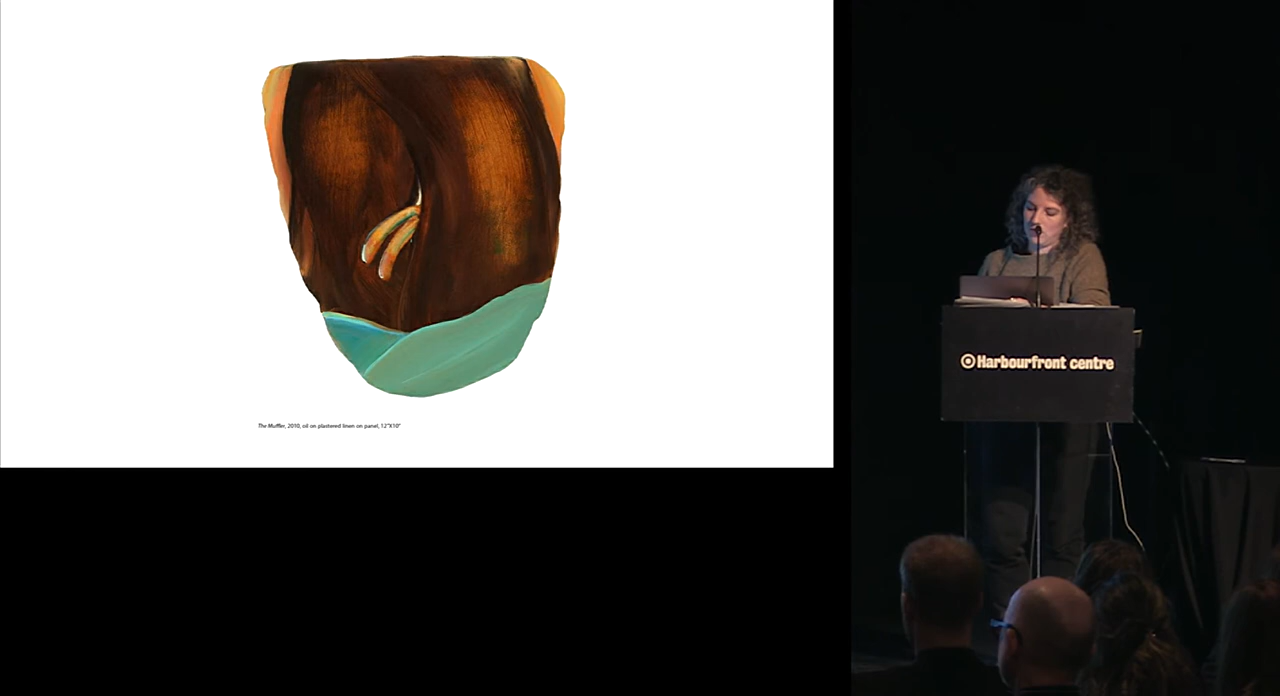 The Muffler, 2010, oil on plastered linen on panel, 12"X10"
Harbourfront centre